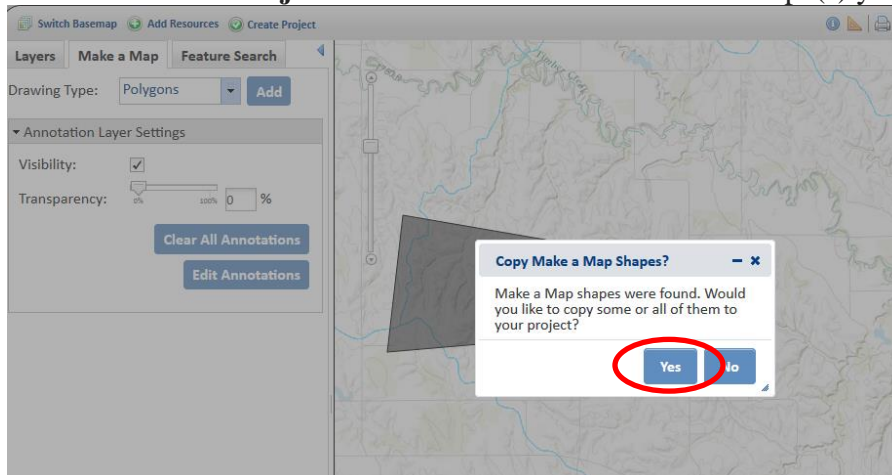 Switch Basemap Add Resources Create Project
Layers Make a Map Feature Search
Drawing Type: Polygons Add
Annotation Layer Settings
Visibility:
Transparency: 0% 100% 0 %
Clear All Annotations
Edit Annotations
Timber Creek
Copy Make a Map Shapes?
Make a Map shapes were found. Would
you like to copy some or all of them to
your project?
Yes No